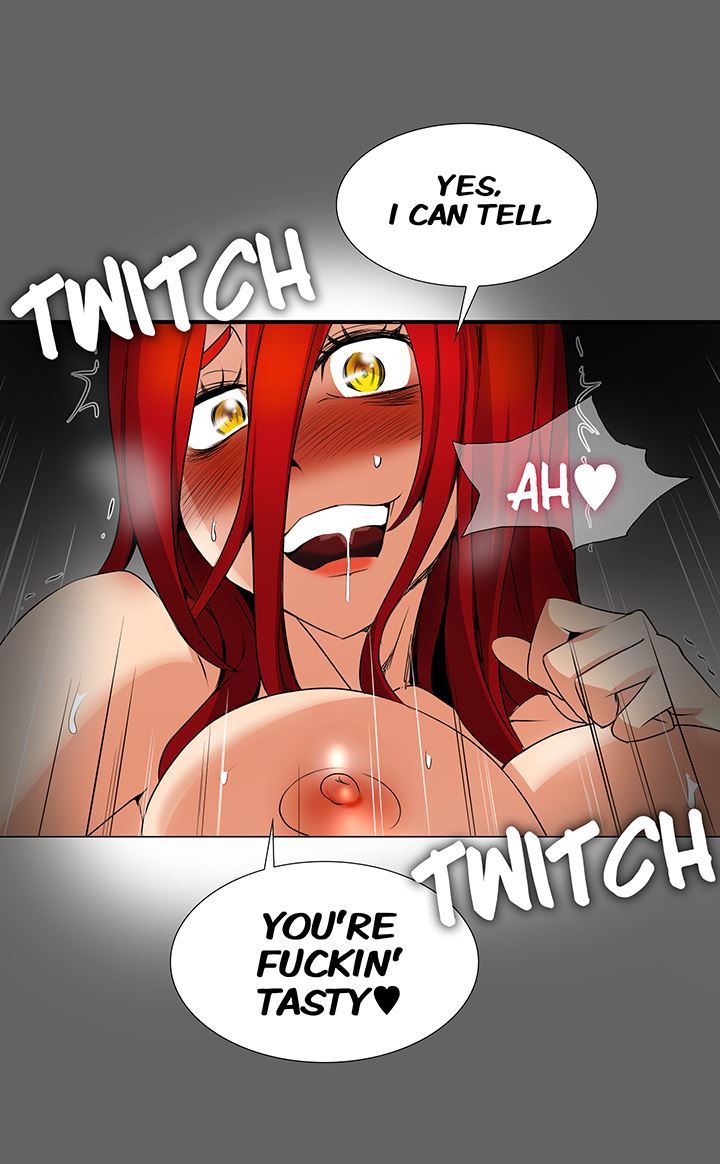 YES,
I CAN TELL.
TWITCH
AH♥
TWITCH
YOU'RE
FUCKIN'
TASTY♥